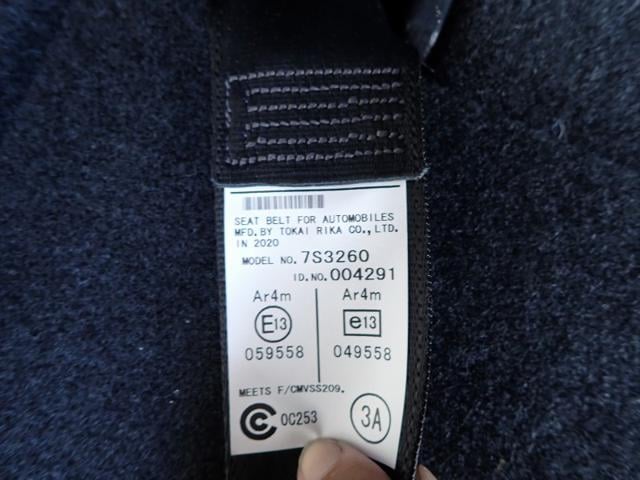 SEAT BELT FOR AUTOMOBILES
MFD. BY TOKAI RIKA CO., LTD.
IN 2020
MODEL NO. 7S3260
ID. NO. 004291
Ar4m Ar4m
E13 e13
059558 049558
MEETS F/CMVSS209.
C 0C253 3A